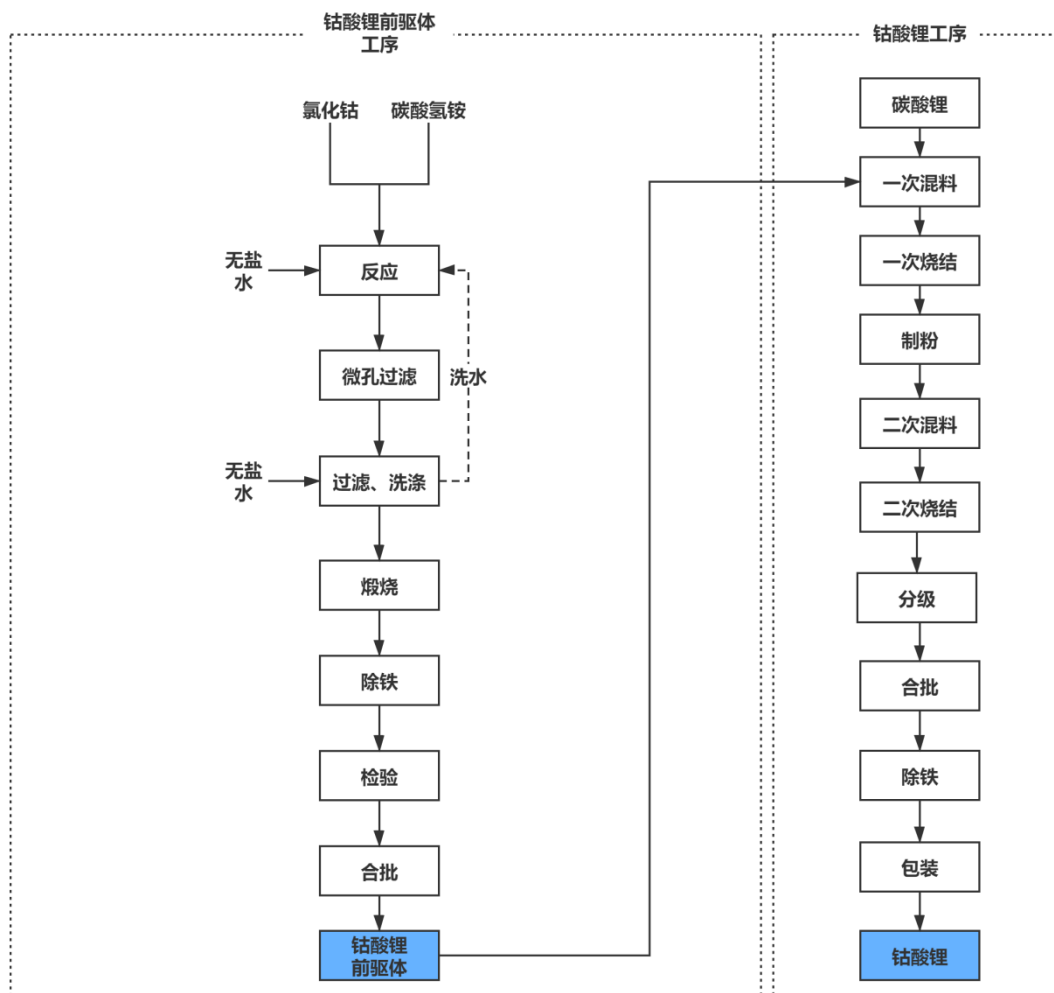 钴酸锂前驱体
工序
氯化钴
碳酸氢铵
无盐
水
反应
微孔过滤
洗水
无盐
水
过滤、洗涤
煅烧
除铁
检验
合批
钴酸锂
前驱体
钴酸锂工序
碳酸锂
一次混料
一次烧结
制粉
二次混料
二次烧结
分级
合批
除铁
包装
钴酸锂